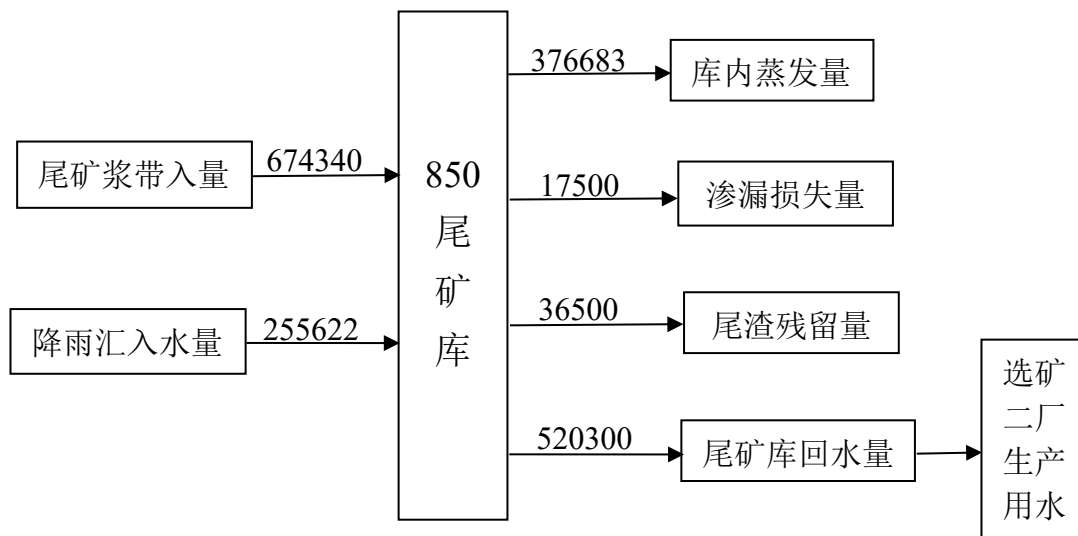 尾矿浆带入量
674340
降雨汇入水量
255622
850
尾
矿
库
376683
库内蒸发量
17500
渗漏损失量
36500
尾渣残留量
520300
尾矿库回水量
选矿
二厂
生产
用水